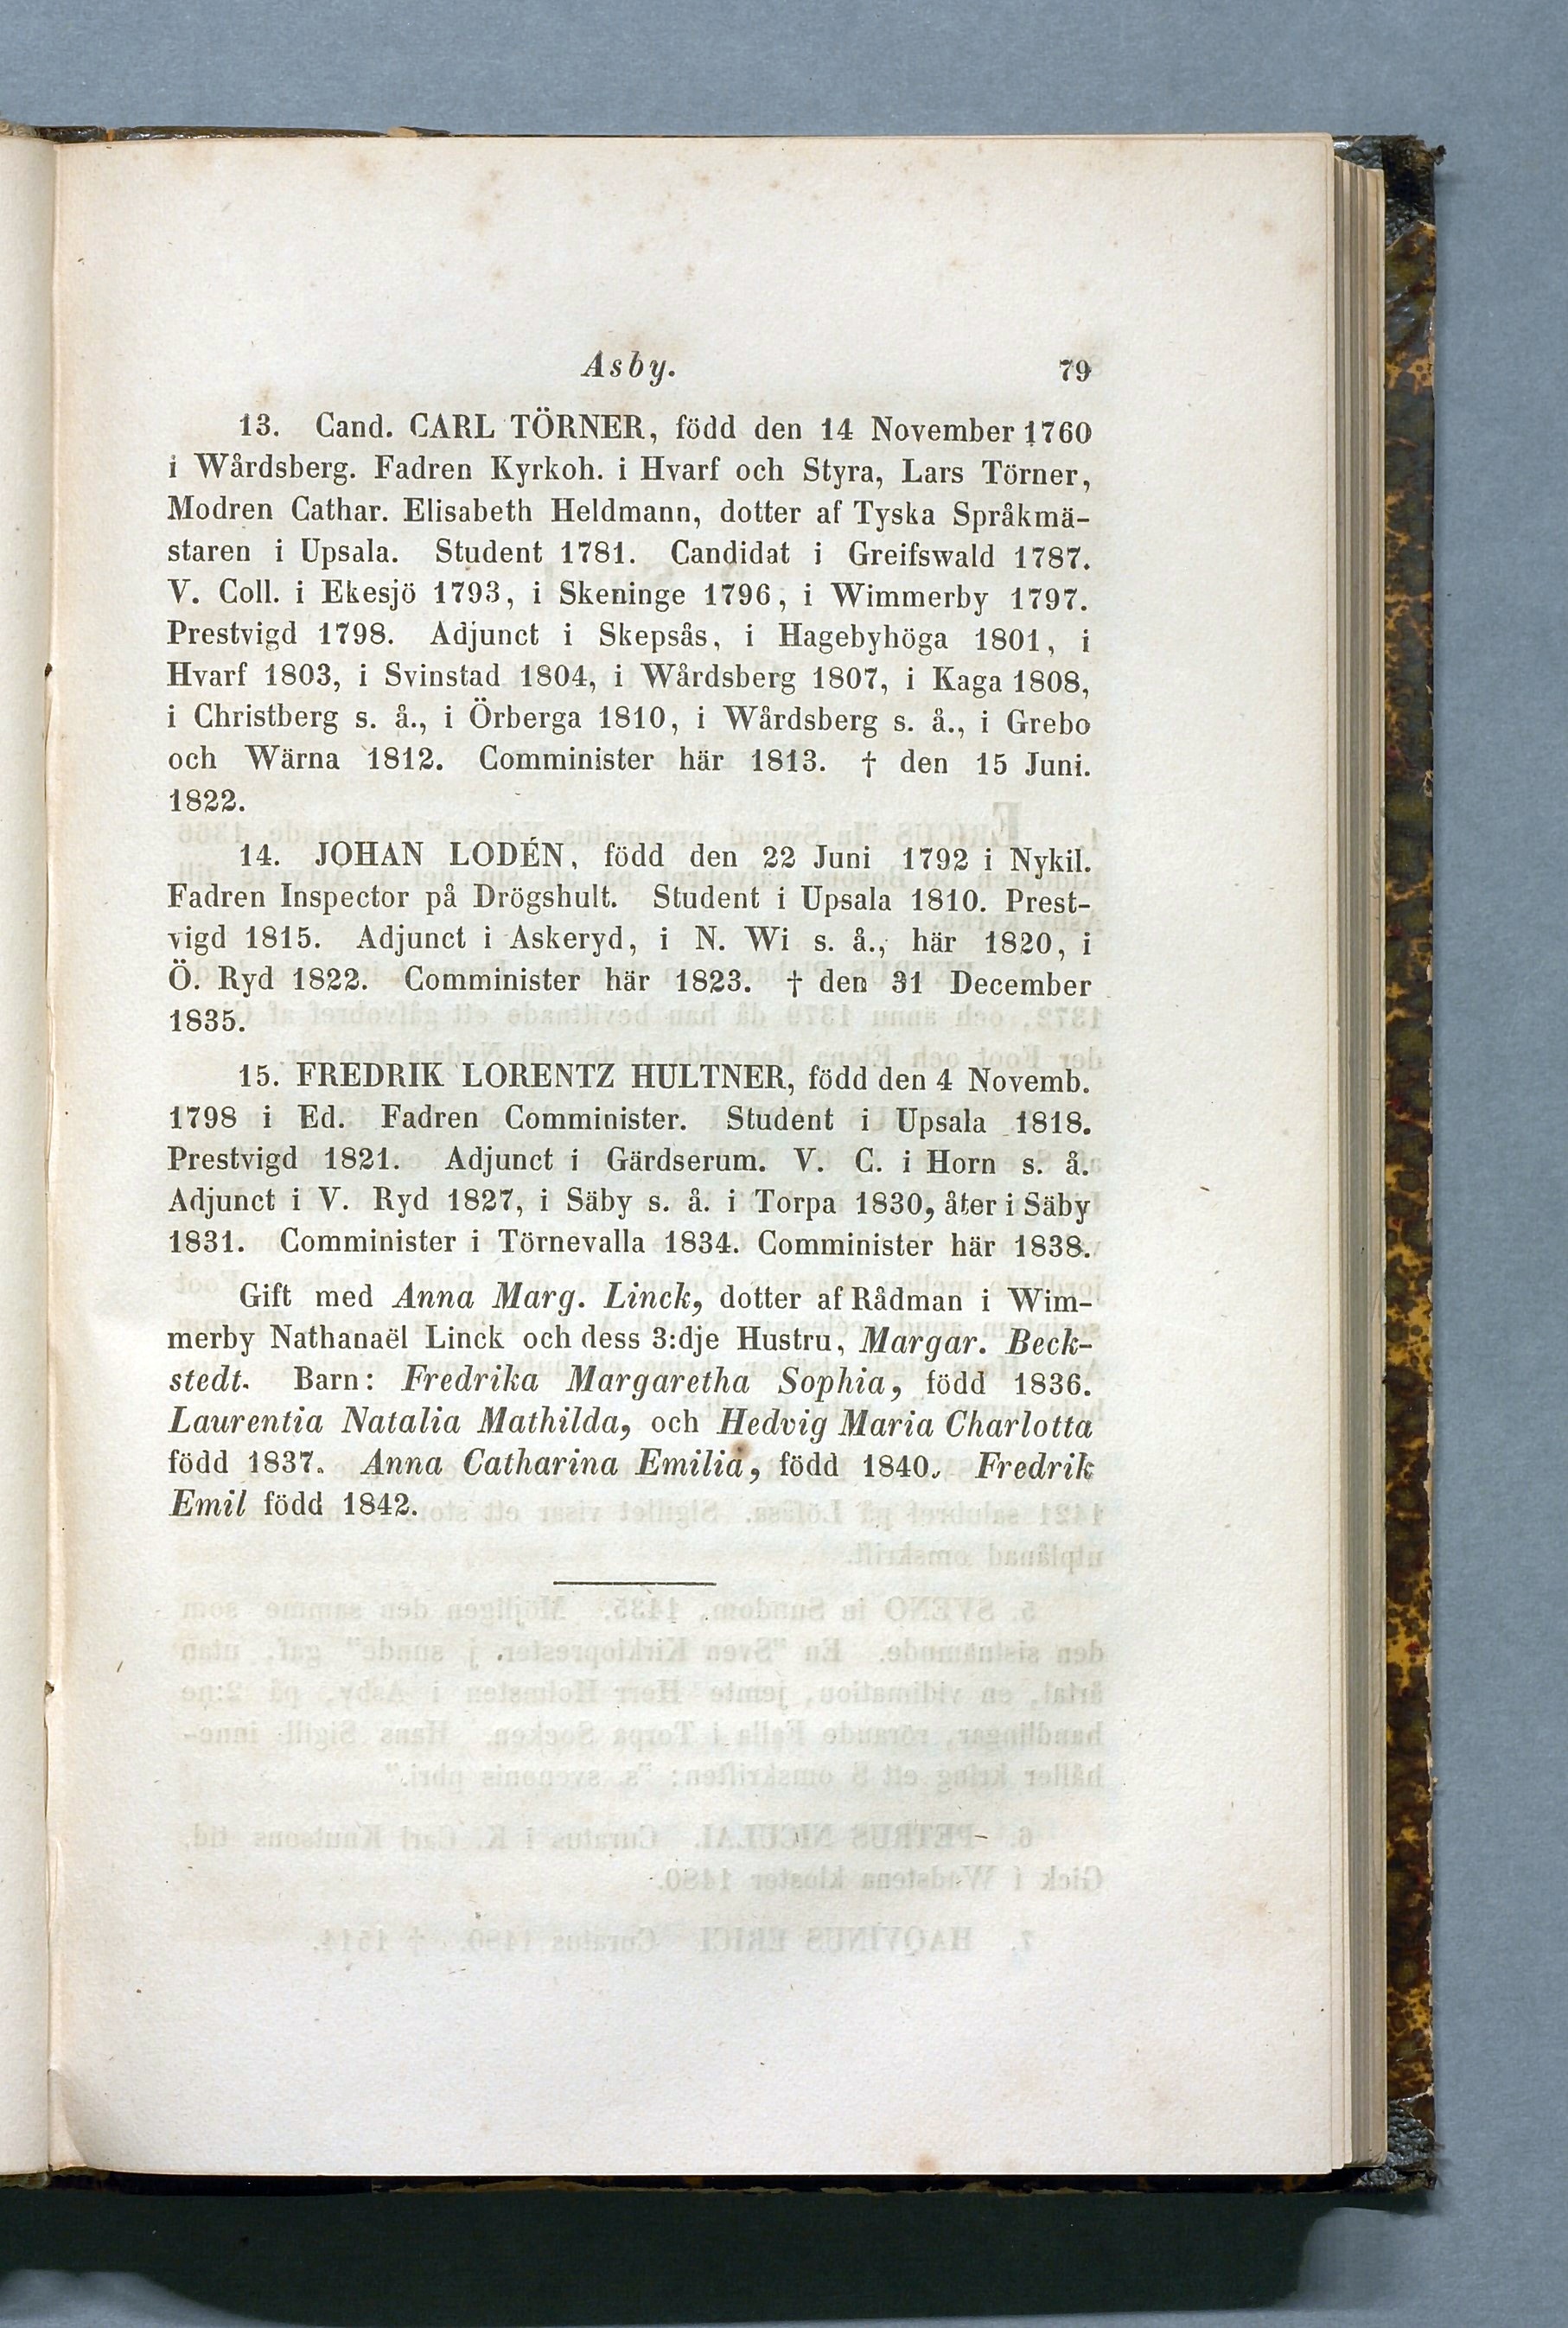 Asby. 79
13. Cand. CARL TÖRNER, född den 14 November 1760
i Wårdsberg. Fadren Kyrkoh. i Hvarf och Styra, Lars Törner,
Modren Cathar. Elisabeth Heldmann, dotter af Tyska Språkmä-
staren i Upsala. Student 1781. Candidat i Greifswald 1787.
V. Coll. i Ekesjö 1793, i Skeninge 1796, i Wimmerby 1797.
Prestvigd 1798. Adjunct i Skepsås, i Hagebyhöga 1801, i
Hvarf 1803, i Svinstad 1804, i Wårdsberg 1807, i Kaga 1808,
i Christberg s. å., i Örberga 1810, i Wårdsberg s. å., i Grebo
och Wärna 1812. Comminister här 1813. † den 15 Juni.
1822.
14. JOHAN LODÉN, född den 22 Juni 1792 i Nykil.
Fadren Inspector på Drögshult. Student i Upsala 1810. Prest-
vigd 1815. Adjunct i Askeryd, i N. Wi s. å., här 1820, i
Ö. Ryd 1822. Comminister här 1823. † den 31 December
1835.
15. FREDRIK LORENTZ HULTNER, född den 4 Novemb.
1798 i Ed. Fadren Comminister. Student i Upsala 1818.
Prestvigd 1821. Adjunct i Gärdserum. V. C. i Horn s. å.
Adjunct i V. Ryd 1827, i Säby s. å. i Torpa 1830, åter i Säby
1831. Comminister i Törnevalla 1834. Comminister här 1838.
Gift med Anna Marg. Linck, dotter af Rådman i Wim-
merby Nathanaël Linck och dess 3:dje Hustru, Margar. Beck-
stedt. Barn: Fredrika Margaretha Sophia, född 1836.
Laurentia Natalia Mathilda, och Hedvig Maria Charlotta
född 1837. Anna Catharina Emilia, född 1840. Fredrik
Emil född 1842.